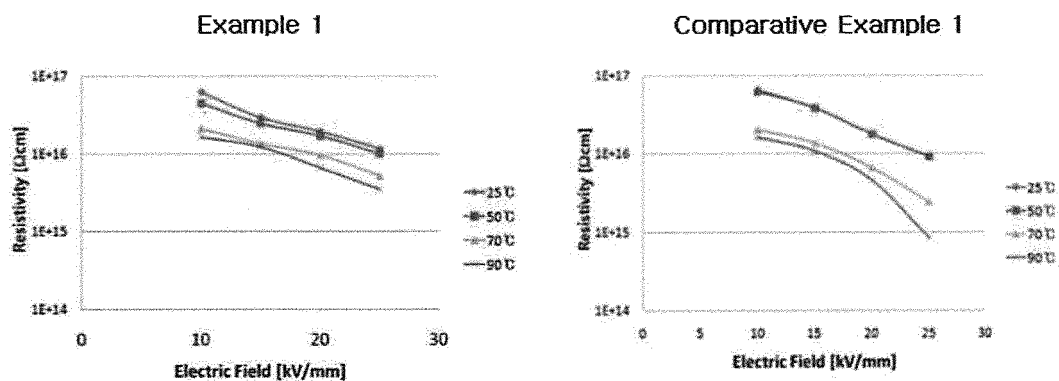 Example 1
1E+17
1E+16
1E+15
1E+14
Resistivity [Ωcm]
0
10
20
30
Electric Field [kV/mm]
25℃
50℃
70℃
90℃
Comparative Example 1
1E+17
1E+16
1E+15
1E+14
Resistivity [Ωcm]
0
5
10
15
20
25
30
Electric Field [kV/mm]
25℃
50℃
70℃
90℃